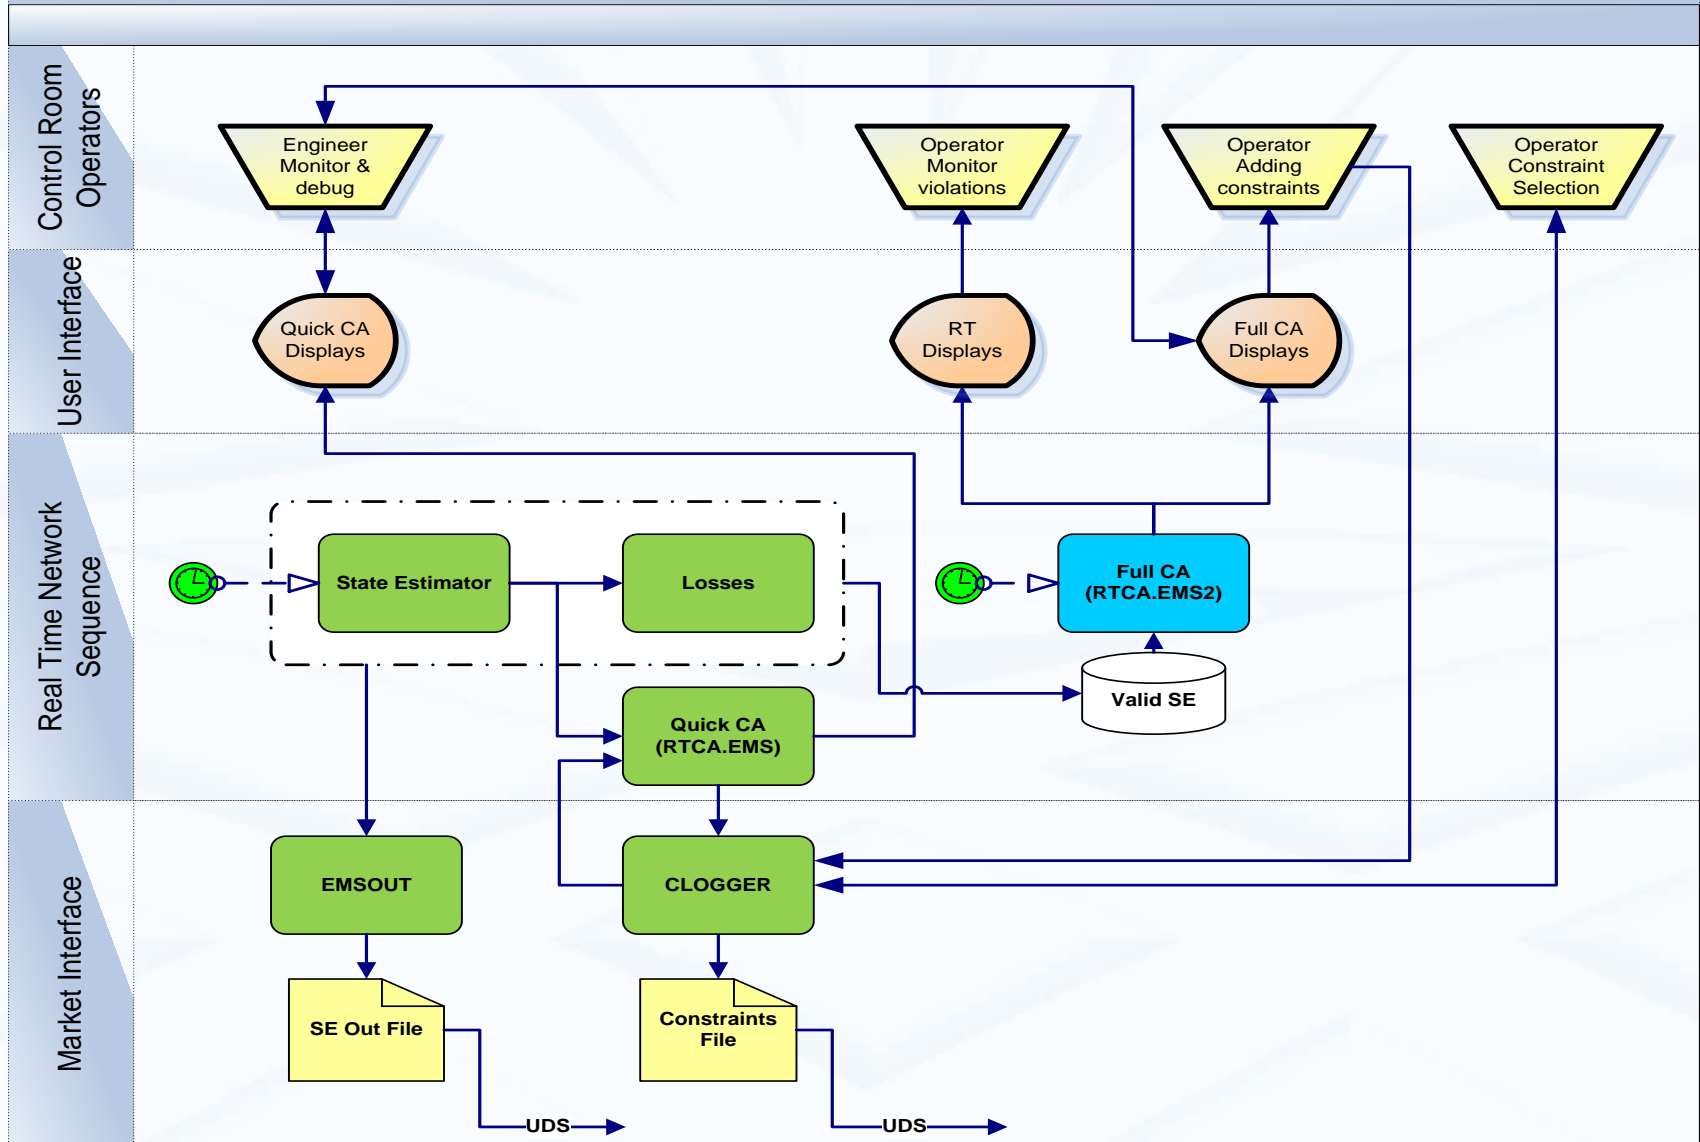 Control Room
Operators
Engineer
Monitor &
debug
Operator
Monitor
violations
Operator
Adding
constraints
Operator
Constraint
Selection
User Interface
Quick CA
Displays
RT
Displays
Full CA
Displays
Real Time Network
Sequence
State Estimator
Losses
Full CA
(RTCA.EMS2)
Valid SE
Quick CA
(RTCA.EMS)
Market Interface
EMSOUT
CLOGGER
SE Out File
Constraints
File
UDS
UDS